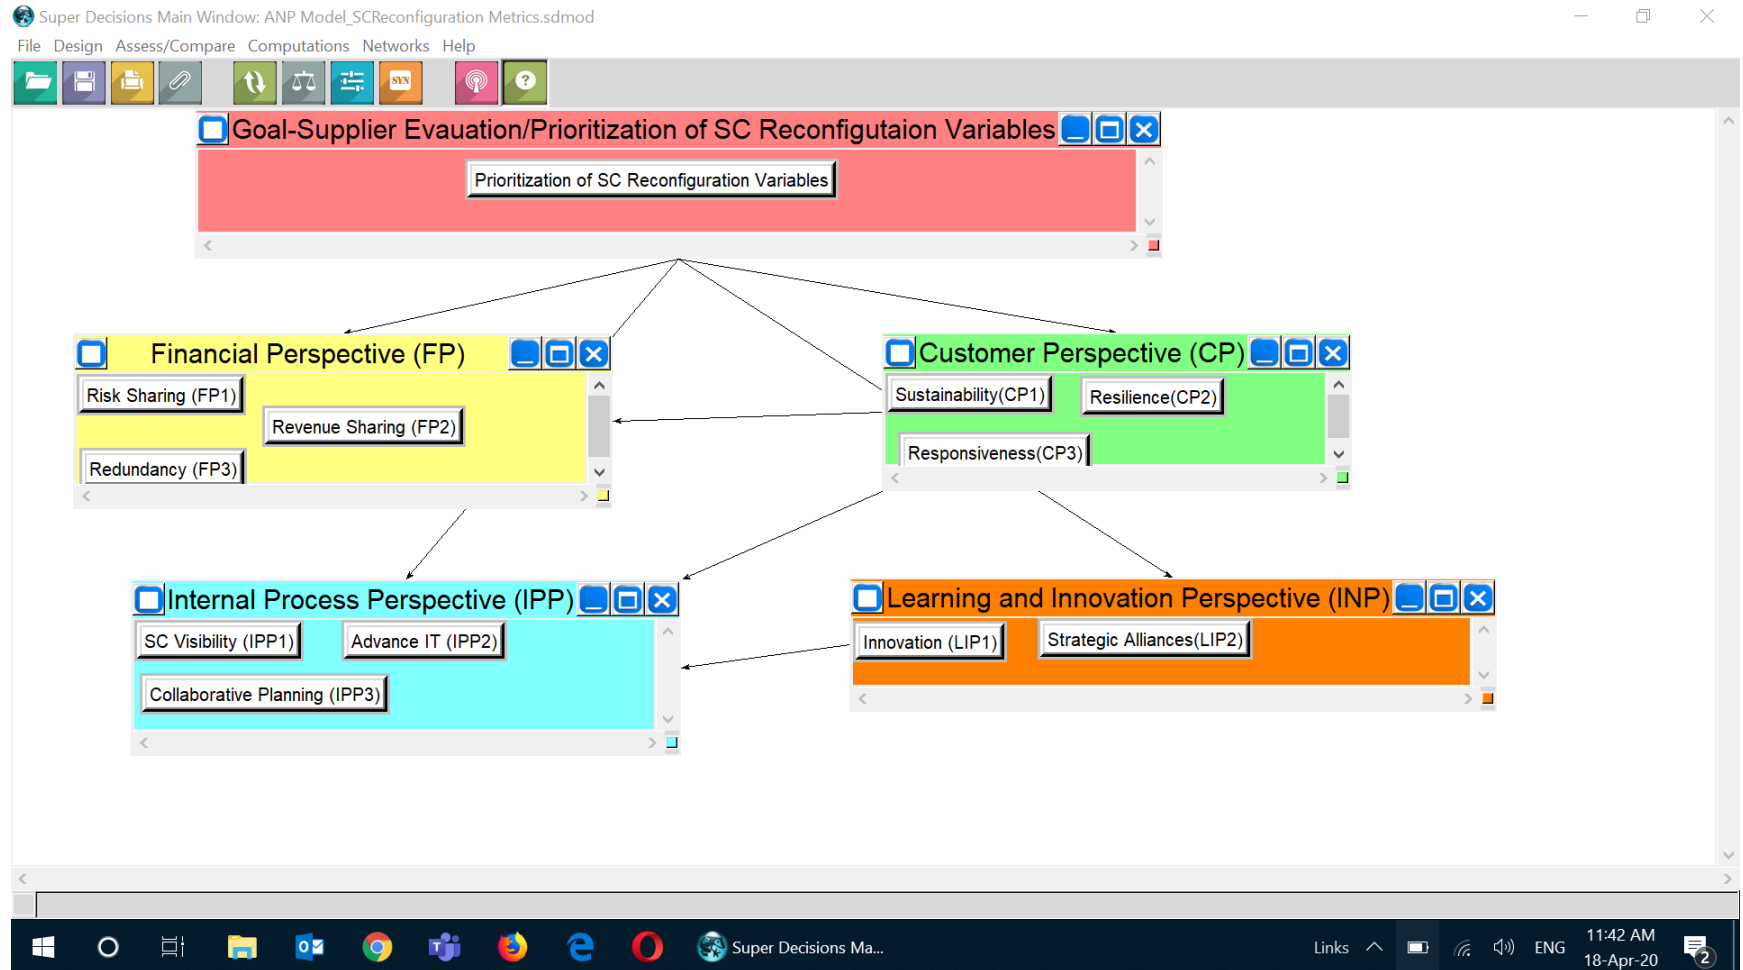 Super Decisions Main Window: ANP Model_SCReconfiguration Metrics.sdmod
File Design Assess/Compare Computations Networks Help
SYN
Goal-Supplier Evauation/Prioritization of SC Reconfigutaion Variables
Prioritization of SC Reconfiguration Variables
Financial Perspective (FP)
Risk Sharing (FP1)
Revenue Sharing (FP2)
Redundancy (FP3)
Customer Perspective (CP)
Sustainability(CP1)
Resilience(CP2)
Responsiveness(CP3)
Internal Process Perspective (IPP)
SC Visibility (IPP1)
Advance IT (IPP2)
Collaborative Planning (IPP3)
Learning and Innovation Perspective (INP)
Innovation (LIP1)
Strategic Alliances(LIP2)
Super Decisions Ma...
Links
ENG
11:42 AM
18-Apr-20
2